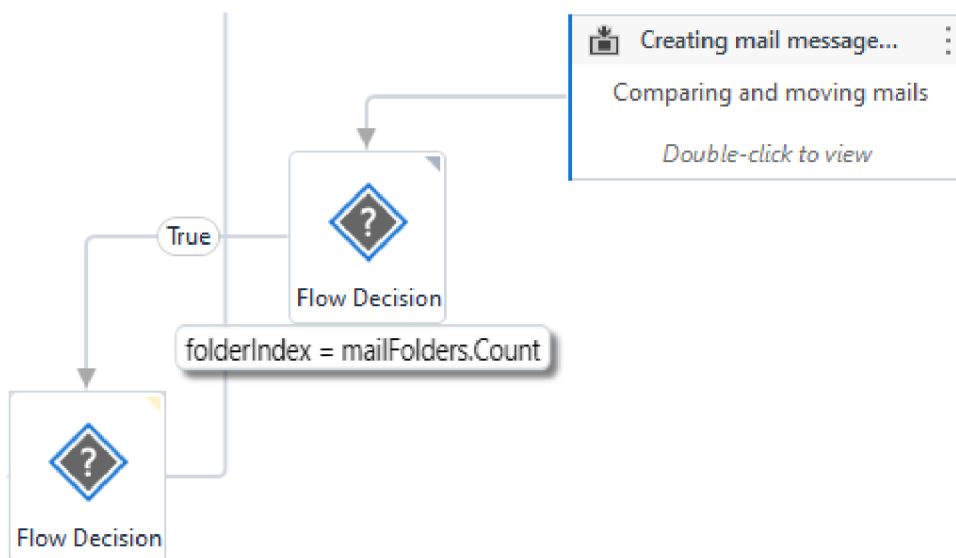 Creating mail message...
Comparing and moving mails
Double-click to view
?
True
Flow Decision
folderIndex = mailFolders.Count
?
Flow Decision